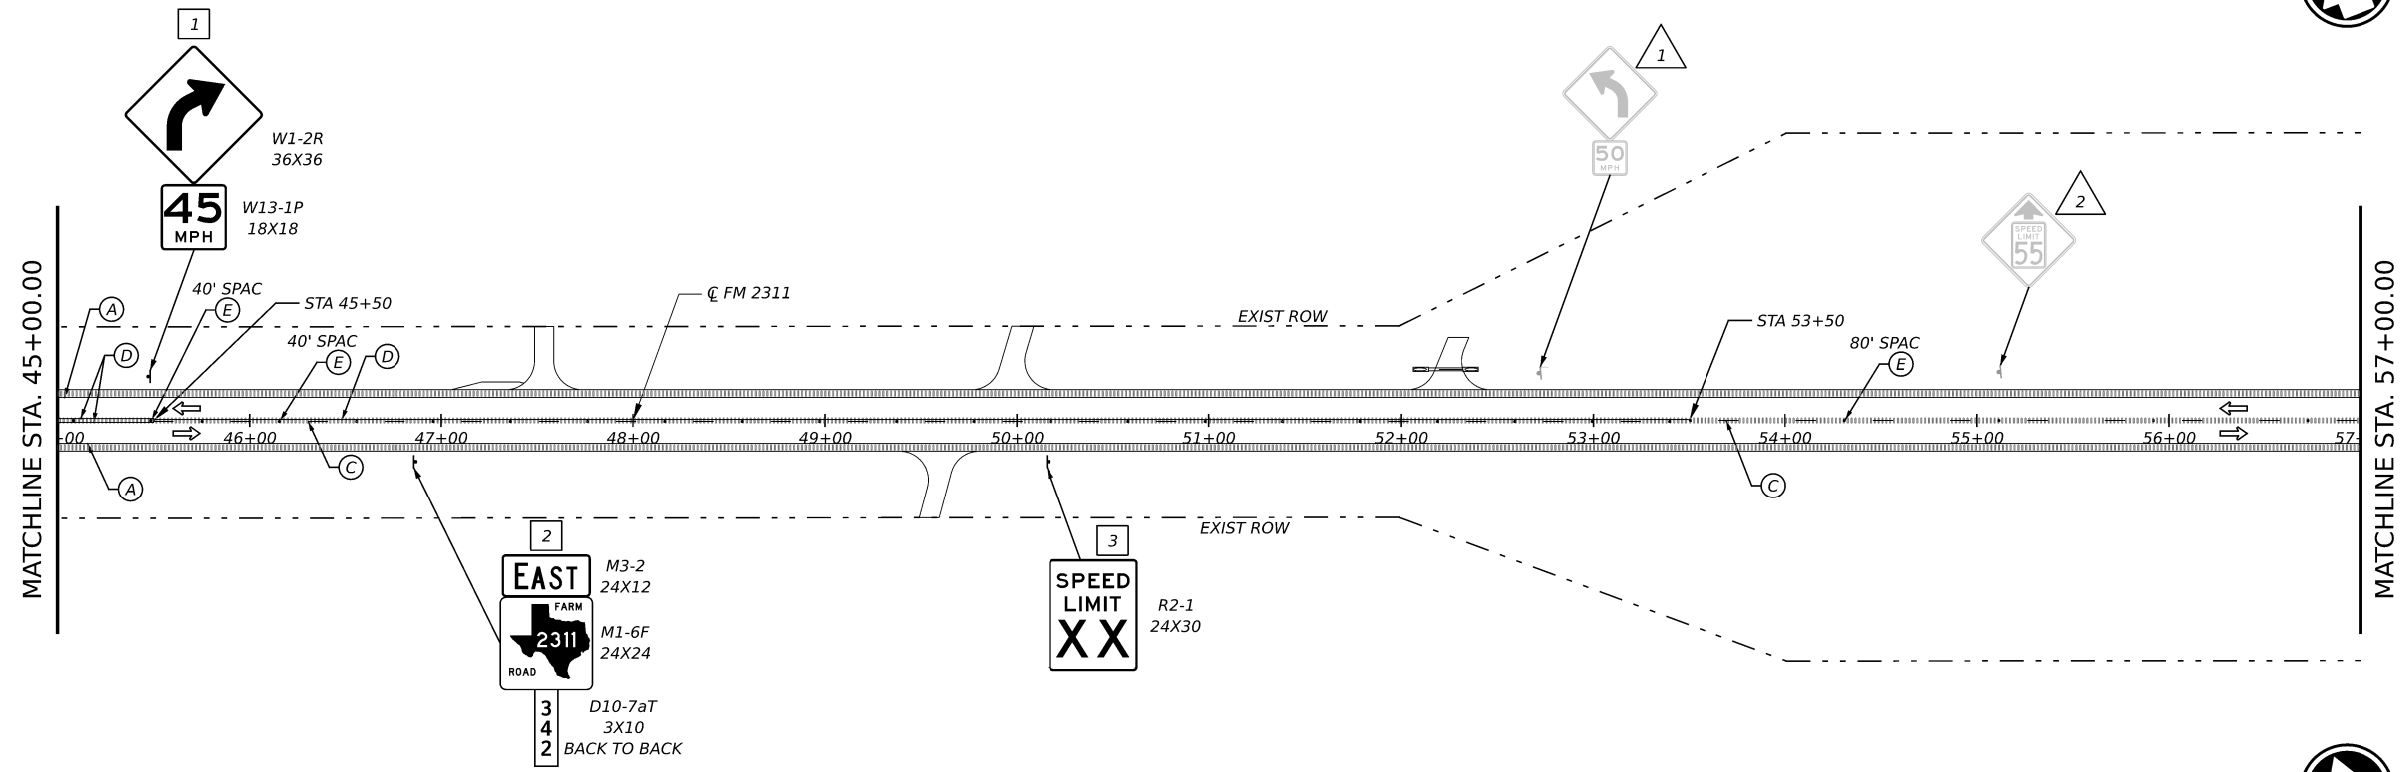 1
W1-2R
36X36
45
MPH
W13-1P
18X18
1
50
MPH
2
SPEED
LIMIT
55
MATCHLINE STA. 45+00.00
A
40' SPAC
E
STA 45+50
D
40' SPAC
E
D
℄ FM 2311
EXIST ROW
STA 53+50
80' SPAC
E
MATCHLINE STA. 57+00.00
-00
46+00
47+00
48+00
49+00
50+00
51+00
52+00
53+00
54+00
55+00
56+00
57-
A
C
C
EXIST ROW
2
EAST
M3-2
24X12
FARM
2311
ROAD
M1-6F
24X24
3
4
2
D10-7aT
3X10
BACK TO BACK
3
SPEED
LIMIT
XX
R2-1
24X30